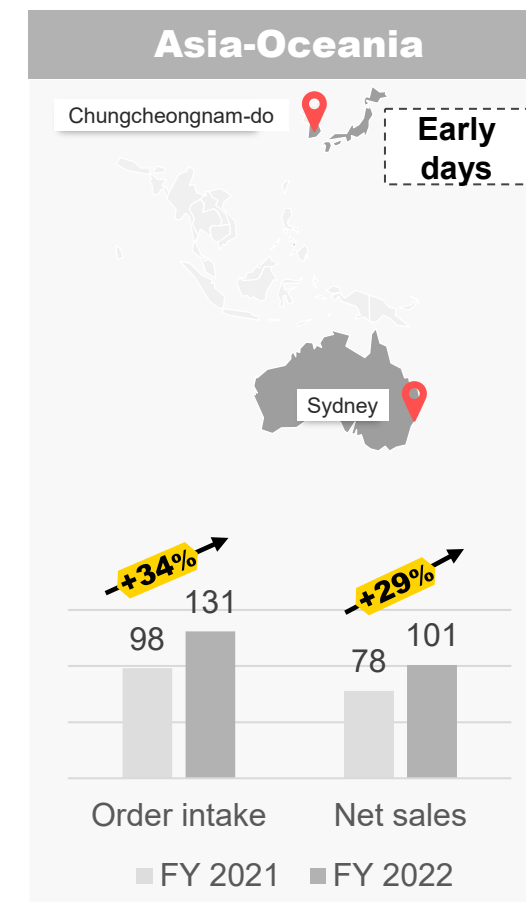 Asia-Oceania
Chungcheongnam-do
Early
days
Sydney
+34%
+29%
98
131
78
101
Order intake
Net sales
FY 2021
FY 2022